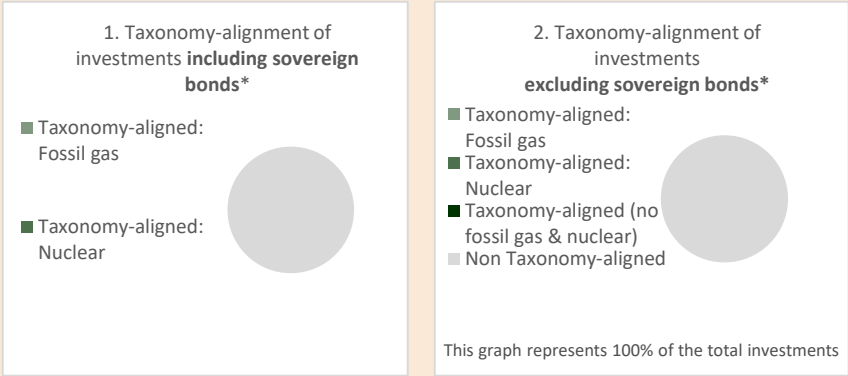 1. Taxonomy-alignment of
investments including sovereign
bonds*
Taxonomy-aligned:
Fossil gas
Taxonomy-aligned:
Nuclear
2. Taxonomy-alignment of
investments
excluding sovereign bonds*
Taxonomy-aligned:
Fossil gas
Taxonomy-aligned:
Nuclear
Taxonomy-aligned (no
fossil gas & nuclear)
Non Taxonomy-aligned
This graph represents 100% of the total investments